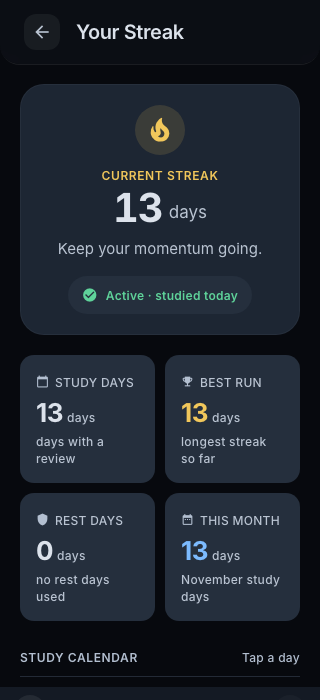 Your Streak
CURRENT STREAK
13 days
Keep your momentum going.
Active · studied today
STUDY DAYS
13 days
days with a
review
BEST RUN
13 days
longest streak
so far
REST DAYS
0 days
no rest days
used
THIS MONTH
13 days
November study
days
STUDY CALENDAR
Tap a day